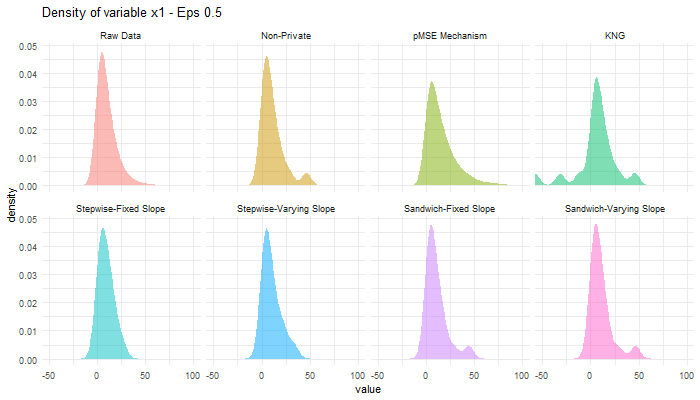 Density of variable x1 - Eps 0.5
Raw Data Non-Private pMSE Mechanism KNG
0.05
0.04
0.03
0.02
0.01
0.00
density
Stepwise-Fixed Slope Stepwise-Varying Slope Sandwich-Fixed Slope Sandwich-Varying Slope
0.05
0.04
0.03
0.02
0.01
0.00
-50 0 50 100 -50 0 50 100 -50 0 50 100 -50 0 50 100
value